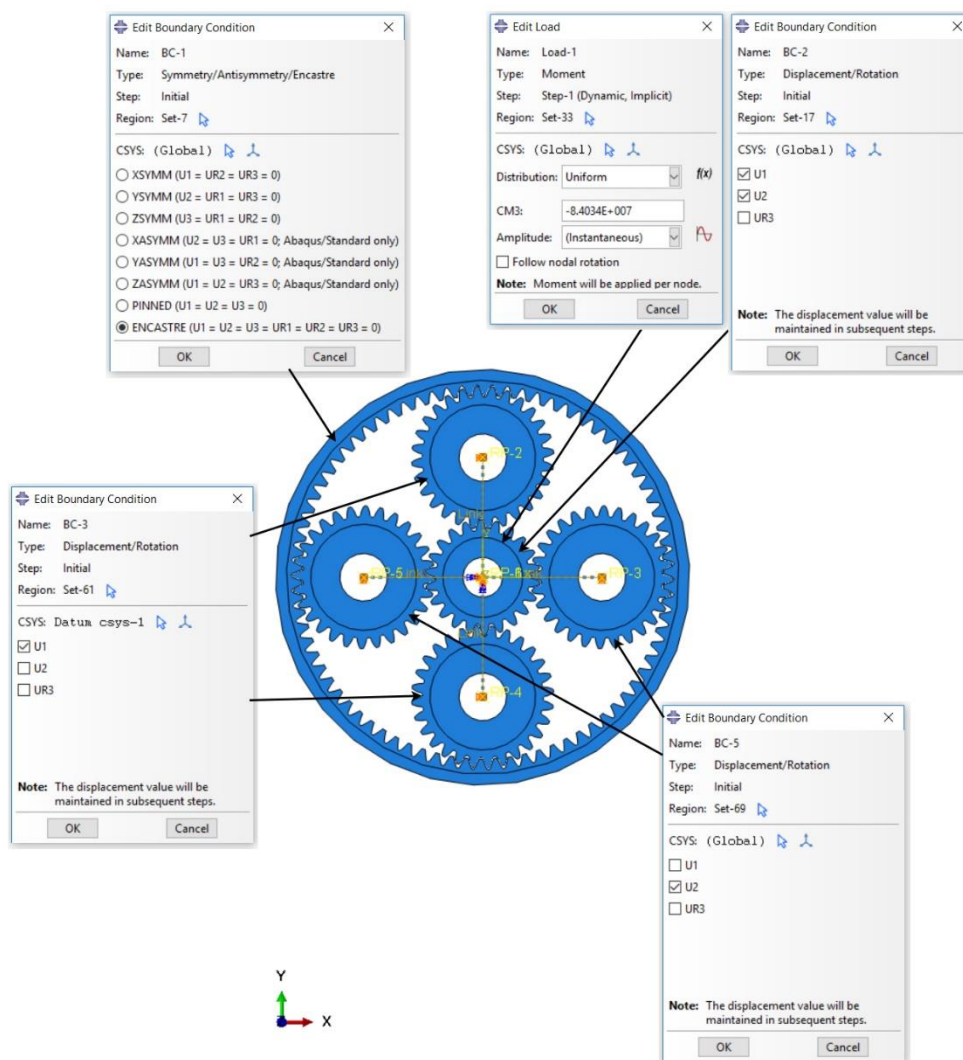 Edit Boundary Condition
Name: BC-1
Type: Symmetry/Antisymmetry/Encastre
Step: Initial
Region: Set-7
CSYS: (Global)
XSYMM (U1 = UR2 = UR3 = 0)
YSYMM (U2 = UR1 = UR3 = 0)
ZSYMM (U3 = UR1 = UR2 = 0)
XASYMM (U2 = U3 = UR1 = 0; Abaqus/Standard only)
YASYMM (U1 = U3 = UR2 = 0; Abaqus/Standard only)
ZASYMM (U1 = U2 = UR3 = 0; Abaqus/Standard only)
PINNED (U1 = U2 = U3 = 0)
ENCASTRE (U1 = U2 = U3 = UR1 = UR2 = UR3 = 0)
OK Cancel
Edit Load
Name: Load-1
Type: Moment
Step: Step-1 (Dynamic, Implicit)
Region: Set-33
CSYS: (Global)
Distribution: Uniform f(x)
CM3: -8.4034E+007
Amplitude: (Instantaneous)
Follow nodal rotation
Note: Moment will be applied per node.
OK Cancel
Edit Boundary Condition
Name: BC-2
Type: Displacement/Rotation
Step: Initial
Region: Set-17
CSYS: (Global)
U1
U2
UR3
Note: The displacement value will be
maintained in subsequent steps.
OK Cancel
RP-2
RP-5
RP-3
RP-4
Edit Boundary Condition
Name: BC-3
Type: Displacement/Rotation
Step: Initial
Region: Set-61
CSYS: Datum csys-1
U1
U2
UR3
Note: The displacement value will be
maintained in subsequent steps.
OK Cancel
Edit Boundary Condition
Name: BC-5
Type: Displacement/Rotation
Step: Initial
Region: Set-69
CSYS: (Global)
U1
U2
UR3
Note: The displacement value will be
maintained in subsequent steps.
OK Cancel
Y
X